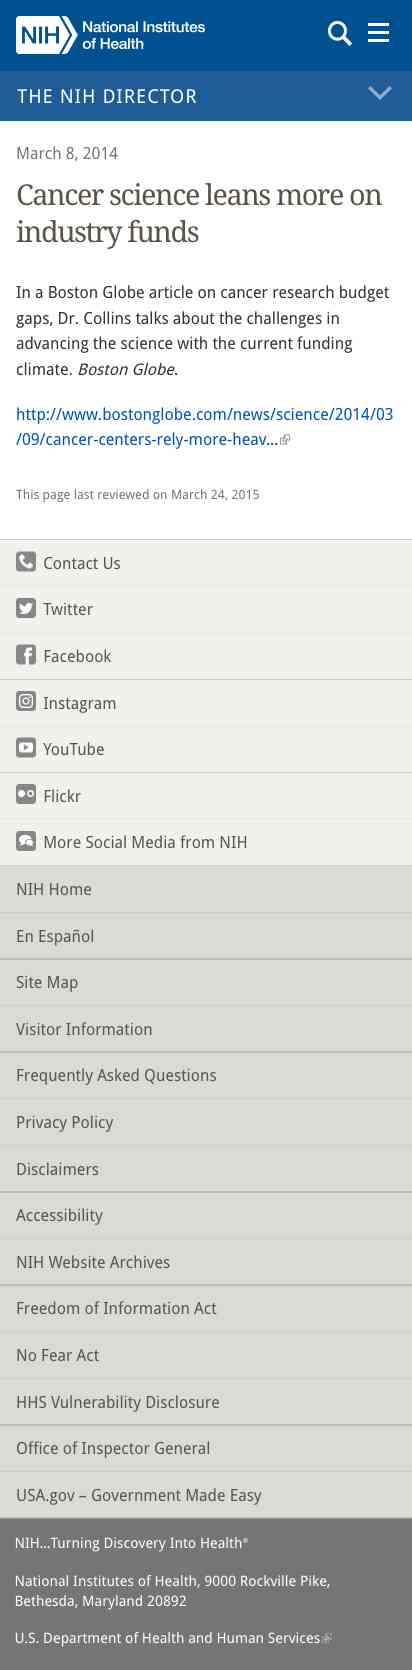 NIH
National Institutes
of Health
THE NIH DIRECTOR
March 8, 2014
Cancer science leans more on
industry funds
In a Boston Globe article on cancer research budget
gaps, Dr. Collins talks about the challenges in
advancing the science with the current funding
climate. Boston Globe.
http://www.bostonglobe.com/news/science/2014/03
/09/cancer-centers-rely-more-heav...
This page last reviewed on March 24, 2015
Contact Us
Twitter
Facebook
Instagram
YouTube
Flickr
More Social Media from NIH
NIH Home
En Español
Site Map
Visitor Information
Frequently Asked Questions
Privacy Policy
Disclaimers
Accessibility
NIH Website Archives
Freedom of Information Act
No Fear Act
HHS Vulnerability Disclosure
Office of Inspector General
USA.gov – Government Made Easy
NIH...Turning Discovery Into Health®
National Institutes of Health, 9000 Rockville Pike,
Bethesda, Maryland 20892
U.S. Department of Health and Human Services